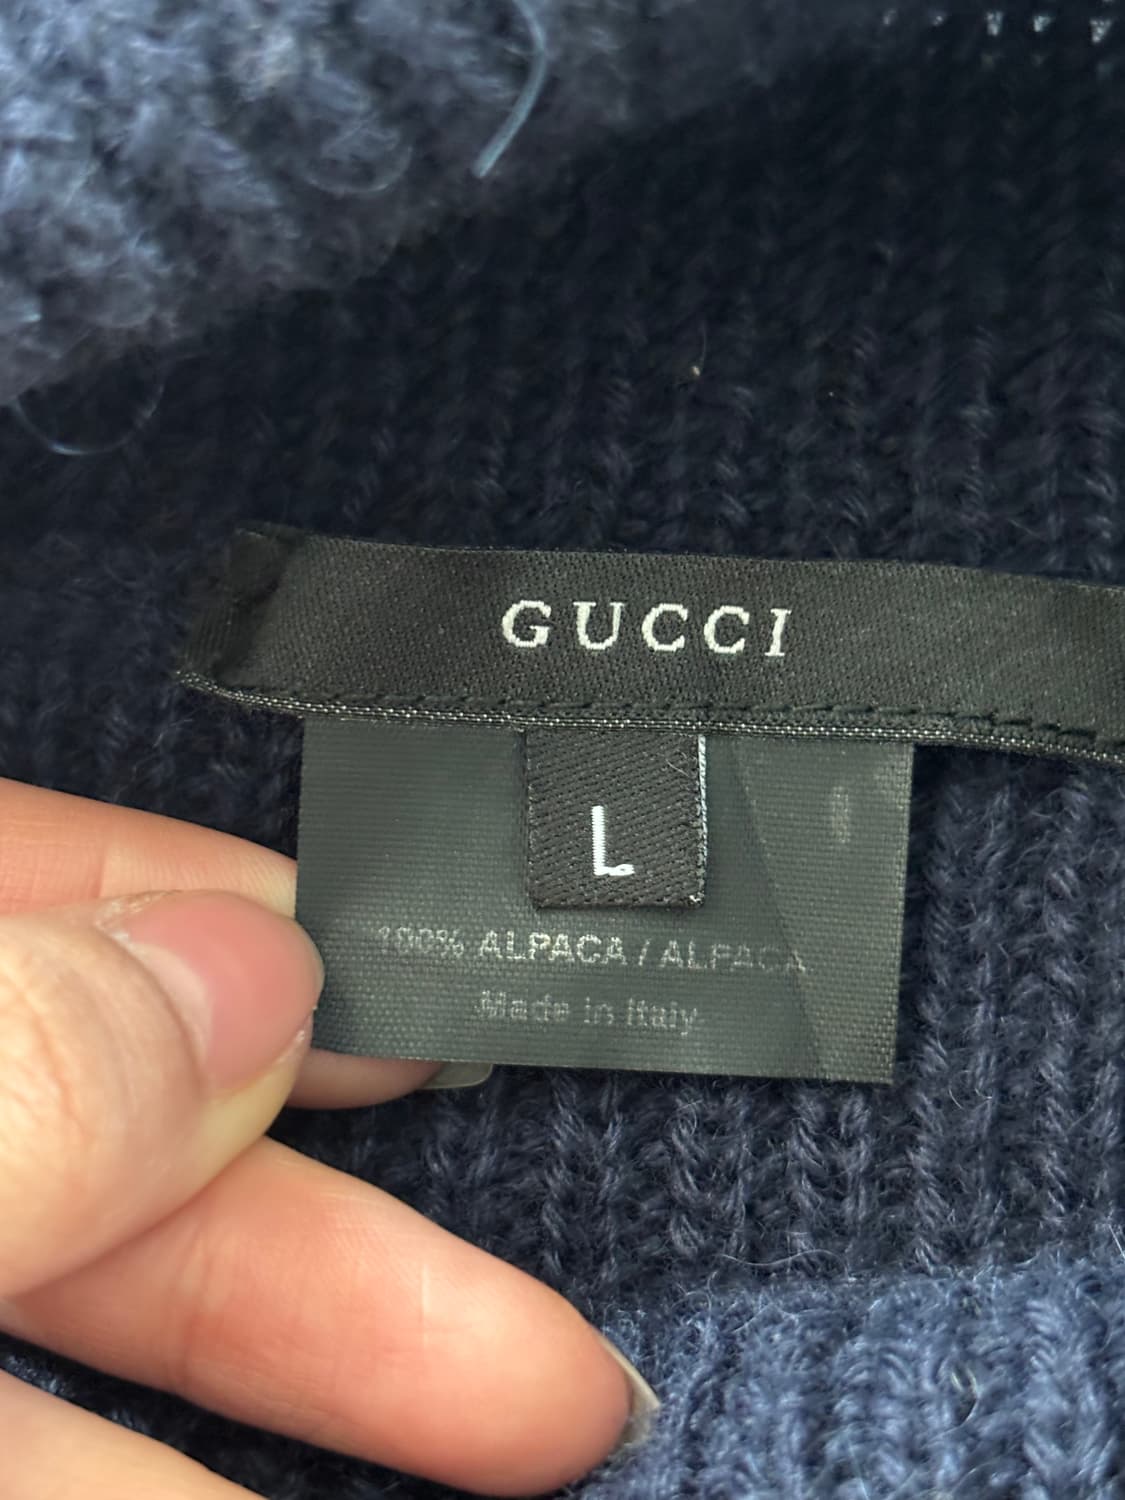 GUCCI
L
100% ALPACA / ALPACA
Made in Italy